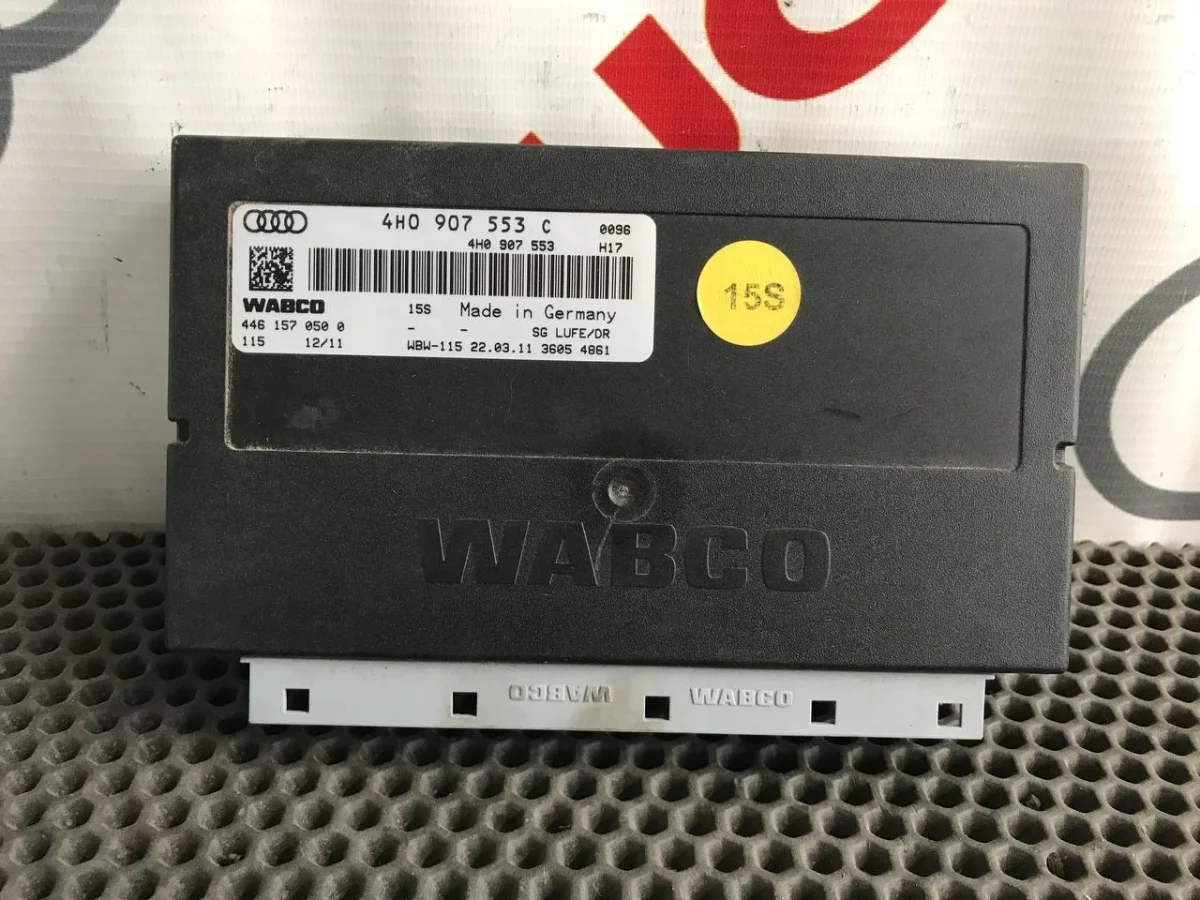 4H0 907 553 C 0096
4H0 907 553 H17
WABCO 15S Made in Germany
446 157 050 0 - - SG LUFE/DR
115 12/11 WBW-115 22.03.11 3605 4861
15S
WABCO
WABCO WABCO